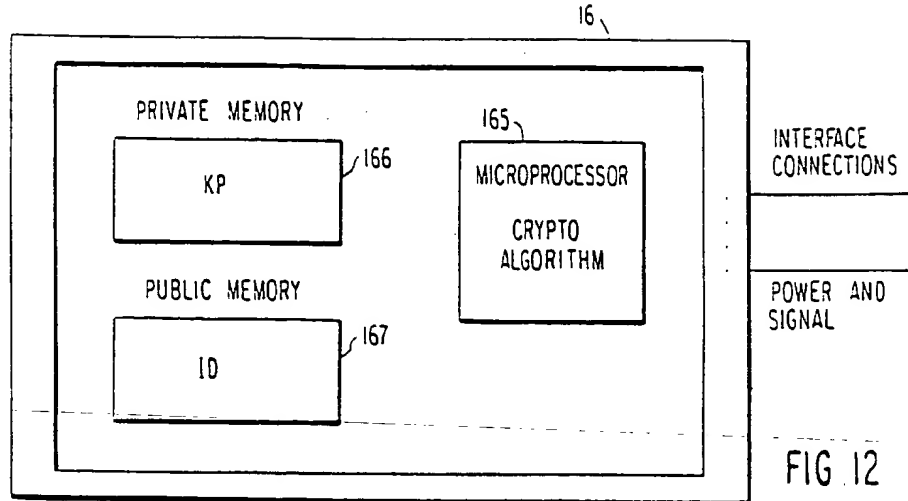 16
PRIVATE MEMORY
166
KP
PUBLIC MEMORY
167
ID
165
MICROPROCESSOR
CRYPTO
ALGORITHM
INTERFACE
CONNECTIONS
POWER AND
SIGNAL
FIG 12